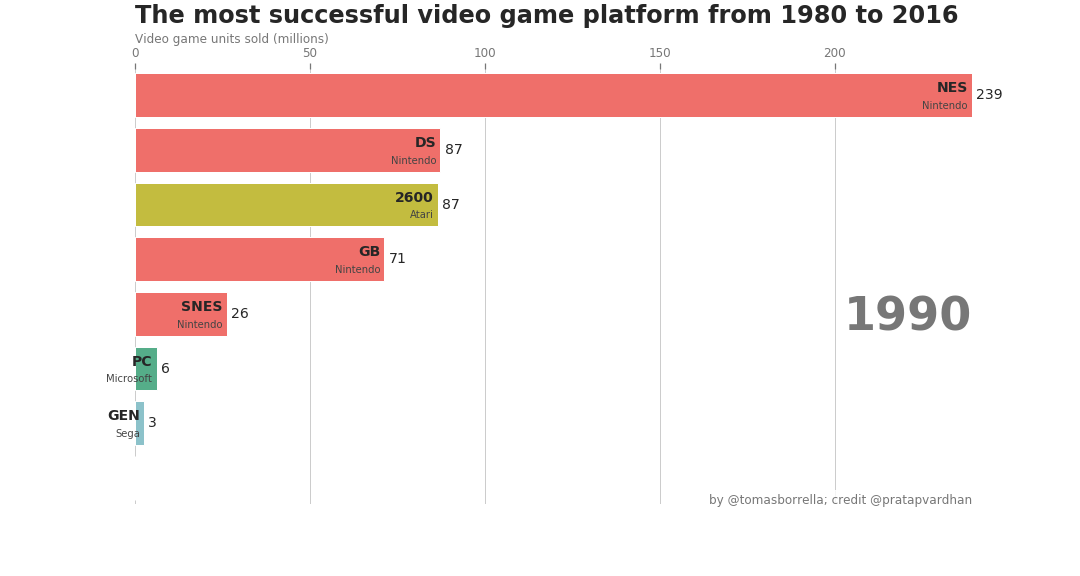 The most successful video game platform from 1980 to 2016
Video game units sold (millions)
0 50 100 150 200
NES
Nintendo
239
DS
Nintendo
87
2600
Atari
87
GB
Nintendo
71
SNES
Nintendo
26
1990
PC
Microsoft
6
GEN
Sega
3
by @tomasborrella; credit @pratapvardhan